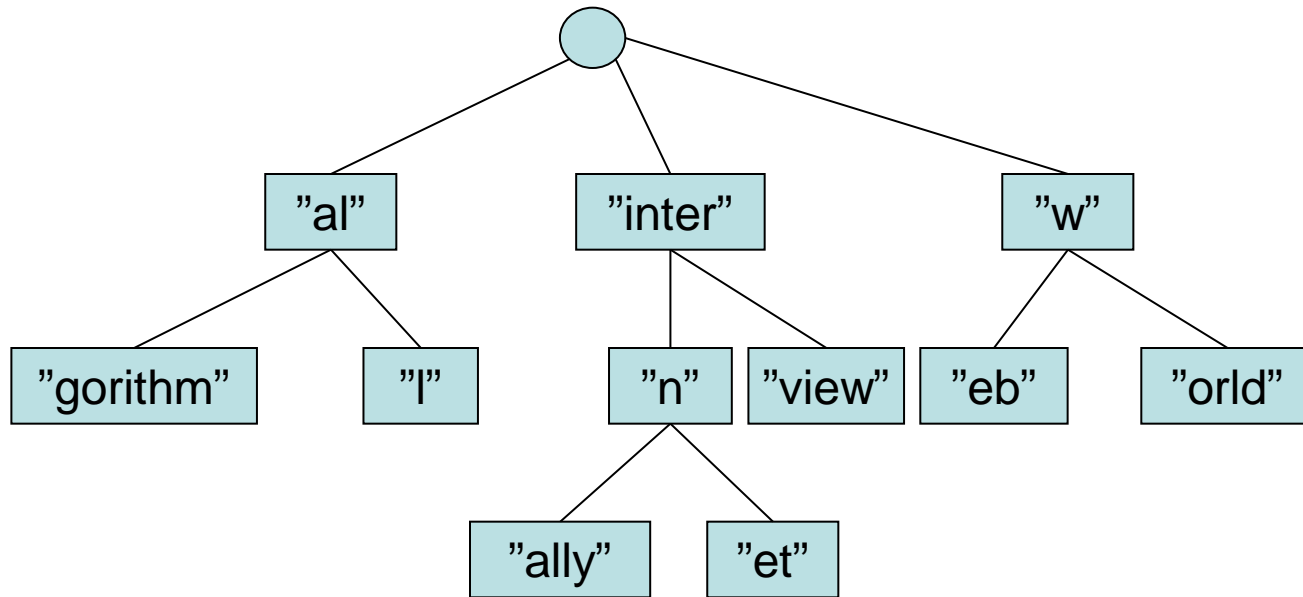 ”al” ”inter” ”w”
”gorithm” ”l” ”n” ”view” ”eb” ”orld”
”ally” ”et”